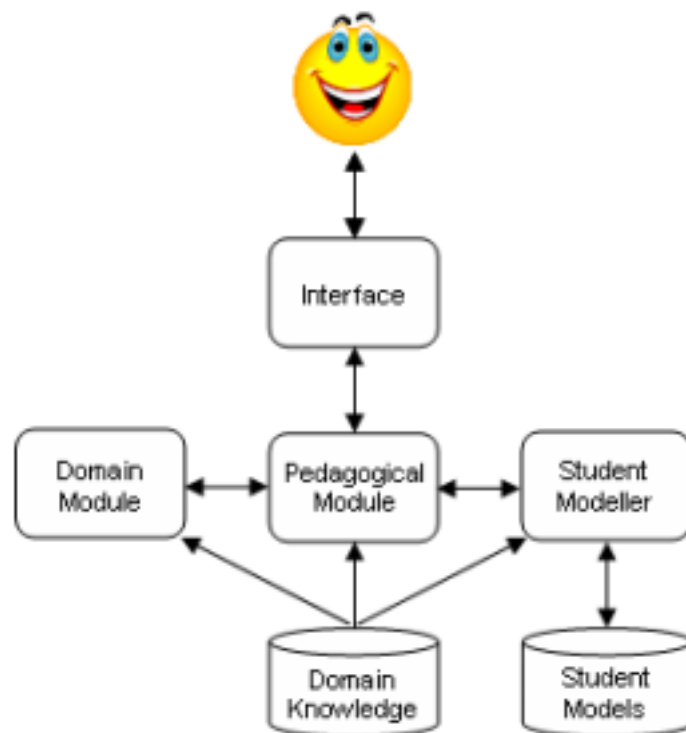 Interface
Domain
Module
Pedagogical
Module
Student
Modeller
Domain
Knowledge
Student
Models